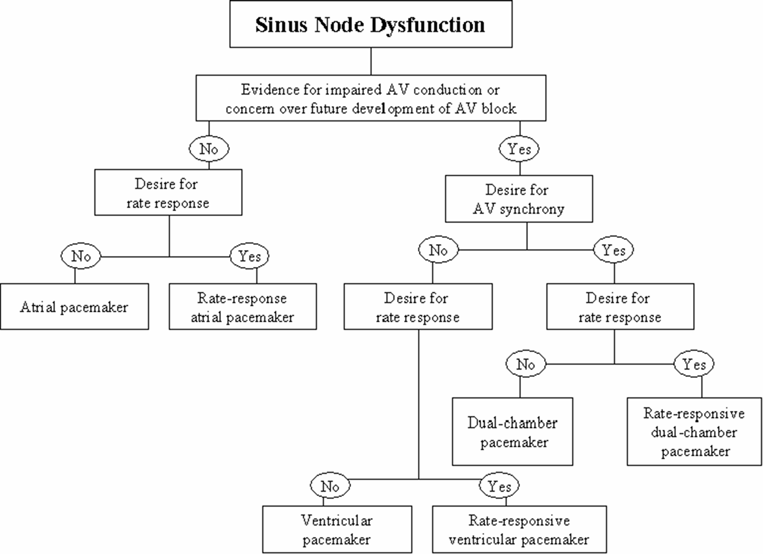 Sinus Node Dysfunction
Evidence for impaired AV conduction or
concern over future development of AV block
No
Yes
Desire for
rate response
Desire for
AV synchrony
No
Yes
No
Yes
Atrial pacemaker
Rate-response
atrial pacemaker
Desire for
rate response
Desire for
rate response
No
Yes
Dual-chamber
pacemaker
Rate-responsive
dual-chamber
pacemaker
No
Yes
Ventricular
pacemaker
Rate-responsive
ventricular pacemaker